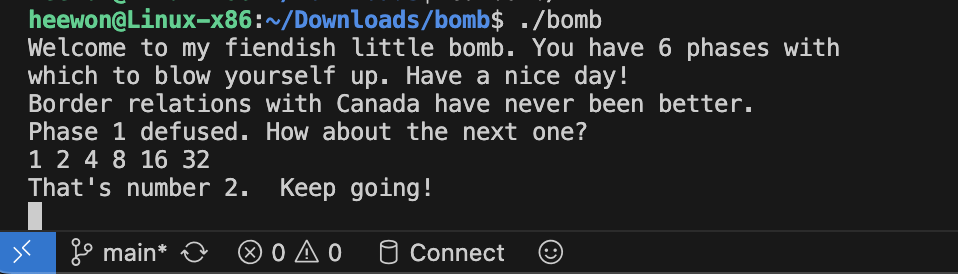 heewon@Linux-x86:~/Downloads/bomb$ ./bomb
Welcome to my fiendish little bomb. You have 6 phases with
which to blow yourself up. Have a nice day!
Border relations with Canada have never been better.
Phase 1 defused. How about the next one?
1 2 4 8 16 32
That's number 2.  Keep going!
main* 0 0 Connect